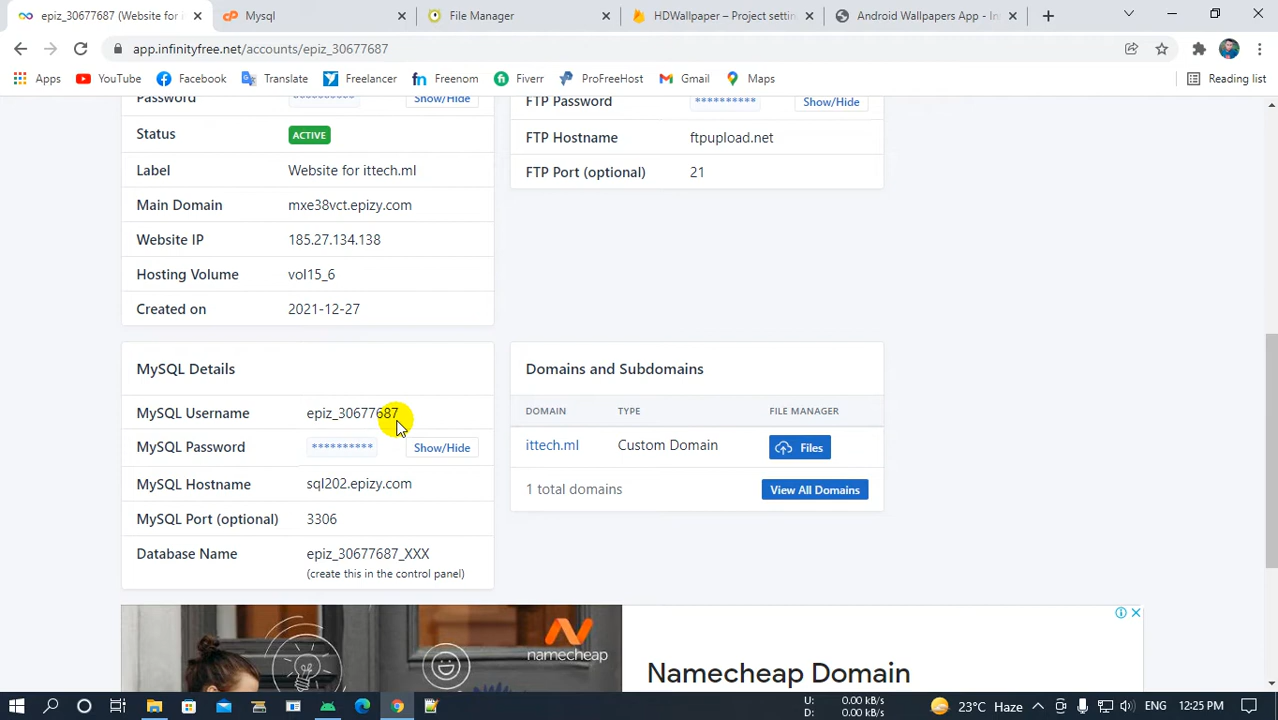 epiz_30677687 (Website for i
Mysql
File Manager
HDWallpaper – Project settin
Android Wallpapers App - In
app.infinityfree.net/accounts/epiz_30677687
Apps
YouTube
Facebook
Translate
Freelancer
Freenom
Fiverr
ProFreeHost
Gmail
Maps
Reading list
Password
**********
Show/Hide
Status
ACTIVE
Label
Website for ittech.ml
Main Domain
mxe38vct.epizy.com
Website IP
185.27.134.138
Hosting Volume
vol15_6
Created on
2021-12-27
FTP Password
**********
Show/Hide
FTP Hostname
ftpupload.net
FTP Port (optional)
21
MySQL Details
MySQL Username
epiz_30677687
MySQL Password
**********
Show/Hide
MySQL Hostname
sql202.epizy.com
MySQL Port (optional)
3306
Database Name
epiz_30677687_XXX
(create this in the control panel)
Domains and Subdomains
DOMAIN
TYPE
FILE MANAGER
ittech.ml
Custom Domain
Files
1 total domains
View All Domains
namecheap
Namecheap Domain
U: 0.00 kB/s
D: 0.00 kB/s
23°C Haze
ENG
12:25 PM